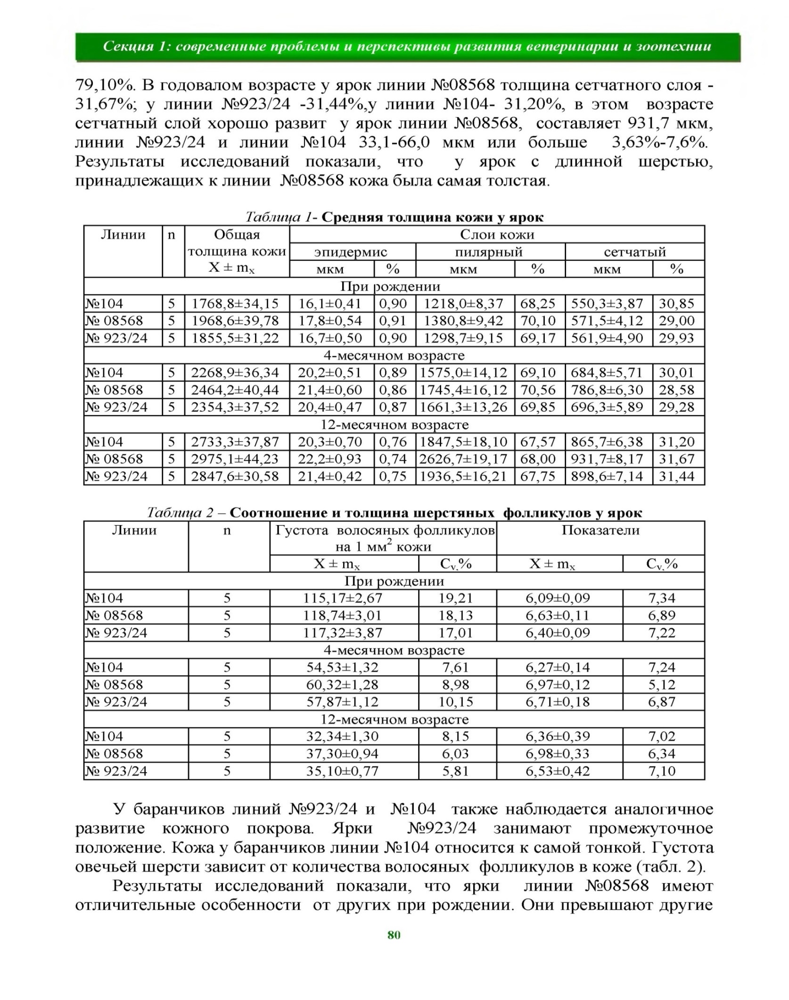 Секция 1: современные проблемы и перспективы развития ветеринарии и зоотехнии
79,10%. В годовалом возрасте у ярок линии №08568 толщина сетчатного слоя -
31,67%; у линии №923/24 -31,44%,у линии №104- 31,20%, в этом возрасте
сетчатный слой хорошо развит у ярок линии №08568, составляет 931,7 мкм,
линии №923/24 и линии №104 33,1-66,0 мкм или больше 3,63%-7,6%.
Результаты исследований показали, что у ярок с длинной шерстью,
принадлежащих к линии №08568 кожа была самая толстая.
Таблица 1- Средняя толщина кожи у ярок
Линии n Общая Слои кожи
толщина кожи эпидермис пилярный сетчатый
X ± mx мкм % мкм % мкм %
При рождении
№104 5 1768,8±34,15 16,1±0,41 0,90 1218,0±8,37 68,25 550,3±3,87 30,85
№ 08568 5 1968,6±39,78 17,8±0,54 0,91 1380,8±9,42 70,10 571,5±4,12 29,00
№ 923/24 5 1855,5±31,22 16,7±0,50 0,90 1298,7±9,15 69,17 561,9±4,90 29,93
4-месячном возрасте
№104 5 2268,9±36,34 20,2±0,51 0,89 1575,0±14,12 69,10 684,8±5,71 30,01
№ 08568 5 2464,2±40,44 21,4±0,60 0,86 1745,4±16,12 70,56 786,8±6,30 28,58
№ 923/24 5 2354,3±37,52 20,4±0,47 0,87 1661,3±13,26 69,85 696,3±5,89 29,28
12-месячном возрасте
№104 5 2733,3±37,87 20,3±0,70 0,76 1847,5±18,10 67,57 865,7±6,38 31,20
№ 08568 5 2975,1±44,23 22,2±0,93 0,74 2626,7±19,17 68,00 931,7±8,17 31,67
№ 923/24 5 2847,6±30,58 21,4±0,42 0,75 1936,5±16,21 67,75 898,6±7,14 31,44
Таблица 2 – Соотношение и толщина шерстяных фолликулов у ярок
Линии n Густота волосяных фолликулов Показатели
на 1 мм² кожи
X ± mx Cv,% X ± mx Cv,%
При рождении
№104 5 115,17±2,67 19,21 6,09±0,09 7,34
№ 08568 5 118,74±3,01 18,13 6,63±0,11 6,89
№ 923/24 5 117,32±3,87 17,01 6,40±0,09 7,22
4-месячном возрасте
№104 5 54,53±1,32 7,61 6,27±0,14 7,24
№ 08568 5 60,32±1,28 8,98 6,97±0,12 5,12
№ 923/24 5 57,87±1,12 10,15 6,71±0,18 6,87
12-месячном возрасте
№104 5 32,34±1,30 8,15 6,36±0,39 7,02
№ 08568 5 37,30±0,94 6,03 6,98±0,33 6,34
№ 923/24 5 35,10±0,77 5,81 6,53±0,42 7,10
У баранчиков линий №923/24 и №104 также наблюдается аналогичное
развитие кожного покрова. Ярки №923/24 занимают промежуточное
положение. Кожа у баранчиков линии №104 относится к самой тонкой. Густота
овечьей шерсти зависит от количества волосяных фолликулов в коже (табл. 2).
Результаты исследований показали, что ярки линии №08568 имеют
отличительные особенности от других при рождении. Они превышают другие
80